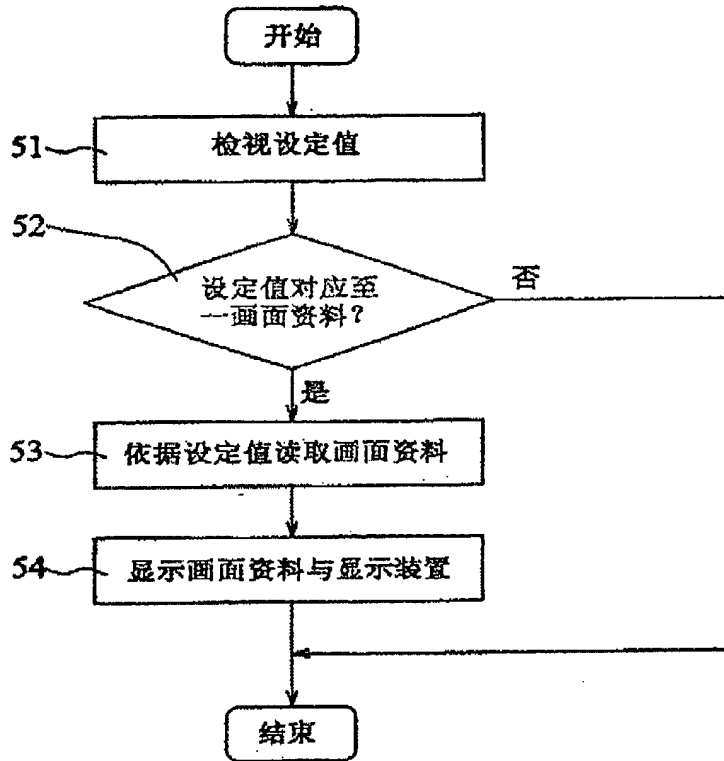 开始
51
检视设定值
52
设定值对应至
一画面资料?
否
是
53
依据设定值读取画面资料
54
显示画面资料与显示装置
结束